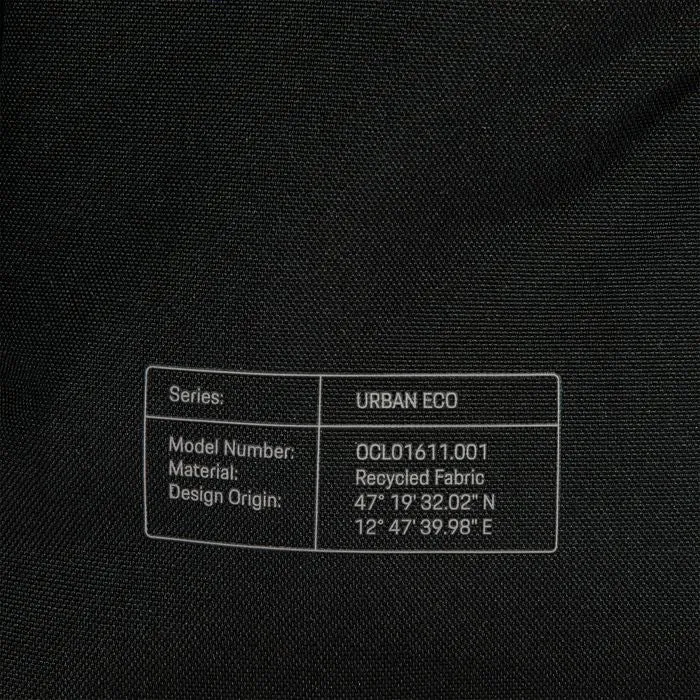 Series: URBAN ECO
Model Number: OCL01611.001
Material: Recycled Fabric
Design Origin: 47° 19' 32.02" N
12° 47' 39.98" E